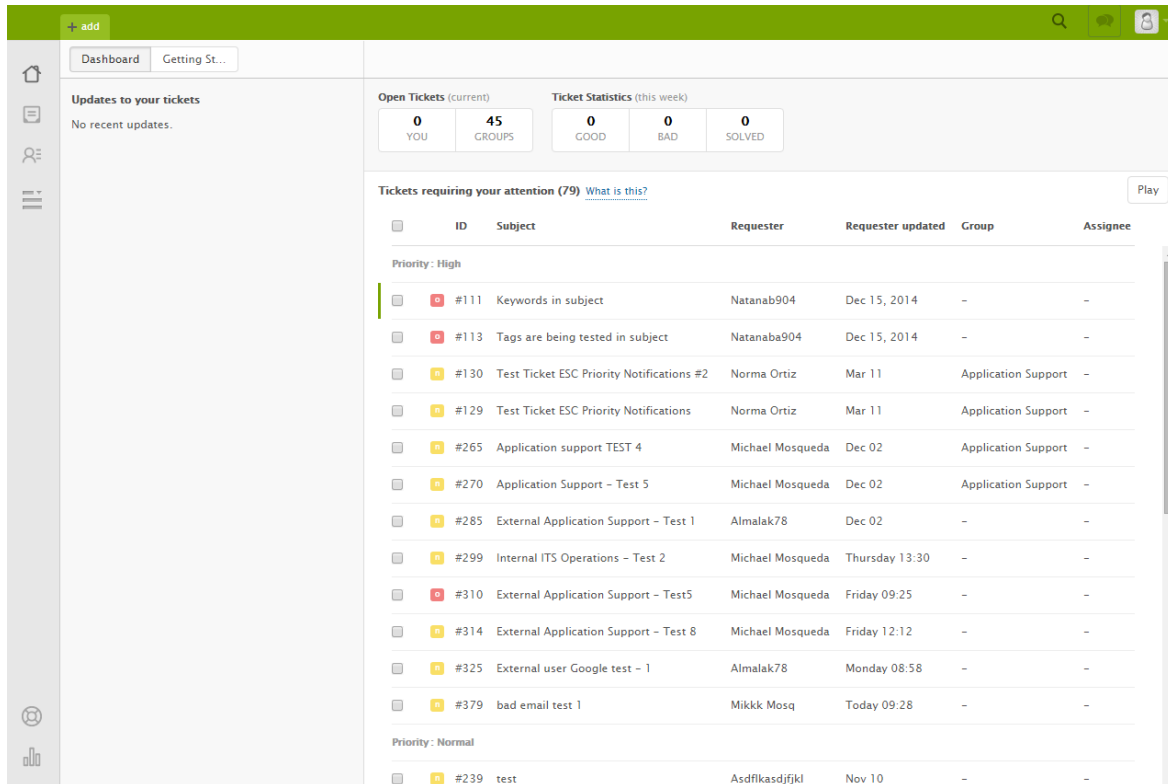 + add
Dashboard Getting St...
Updates to your tickets
No recent updates.
Open Tickets (current) Ticket Statistics (this week)
0 45 0 0 0
YOU GROUPS GOOD BAD SOLVED
Tickets requiring your attention (79) What is this? Play
ID Subject Requester Requester updated Group Assignee
Priority: High
o #111 Keywords in subject Natanab904 Dec 15, 2014 – –
o #113 Tags are being tested in subject Natanaba904 Dec 15, 2014 – –
n #130 Test Ticket ESC Priority Notifications #2 Norma Ortiz Mar 11 Application Support –
n #129 Test Ticket ESC Priority Notifications Norma Ortiz Mar 11 Application Support –
n #265 Application support TEST 4 Michael Mosqueda Dec 02 Application Support –
n #270 Application Support – Test 5 Michael Mosqueda Dec 02 Application Support –
n #285 External Application Support – Test 1 Almalak78 Dec 02 – –
n #299 Internal ITS Operations – Test 2 Michael Mosqueda Thursday 13:30 – –
o #310 External Application Support – Test5 Michael Mosqueda Friday 09:25 – –
n #314 External Application Support – Test 8 Michael Mosqueda Friday 12:12 – –
n #325 External user Google test – 1 Almalak78 Monday 08:58 – –
n #379 bad email test 1 Mikkk Mosq Today 09:28 – –
Priority: Normal
n #239 test Asdflkasdjfjkl Nov 10 – –